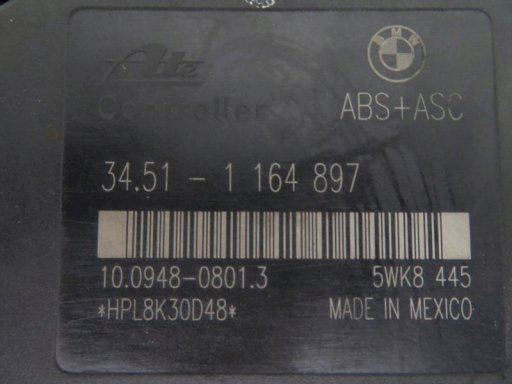 BMW
Ate
Controller ABS+ASC
34.51 - 1 164 897
10.0948-0801.3 5WK8 445
*HPL8K30D48* MADE IN MEXICO